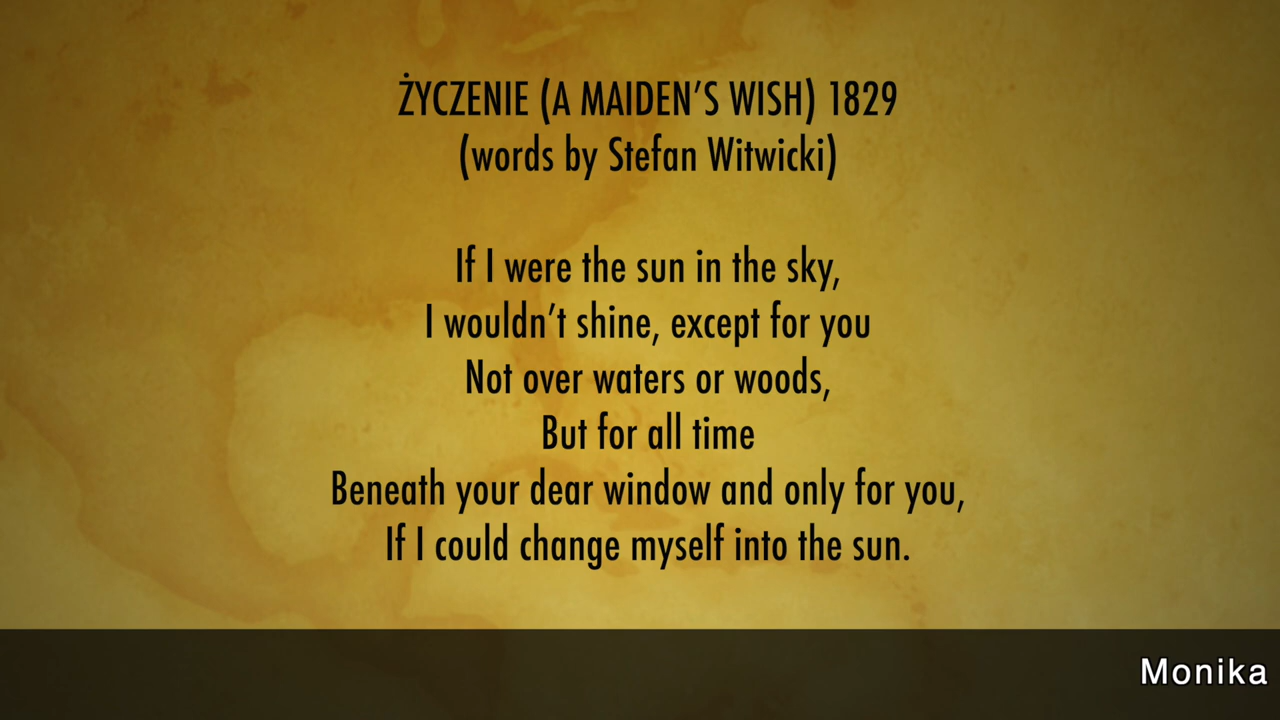 ŻYCZENIE (A MAIDEN’S WISH) 1829
(words by Stefan Witwicki)
If I were the sun in the sky,
I wouldn’t shine, except for you
Not over waters or woods,
But for all time
Beneath your dear window and only for you,
If I could change myself into the sun.
Monika